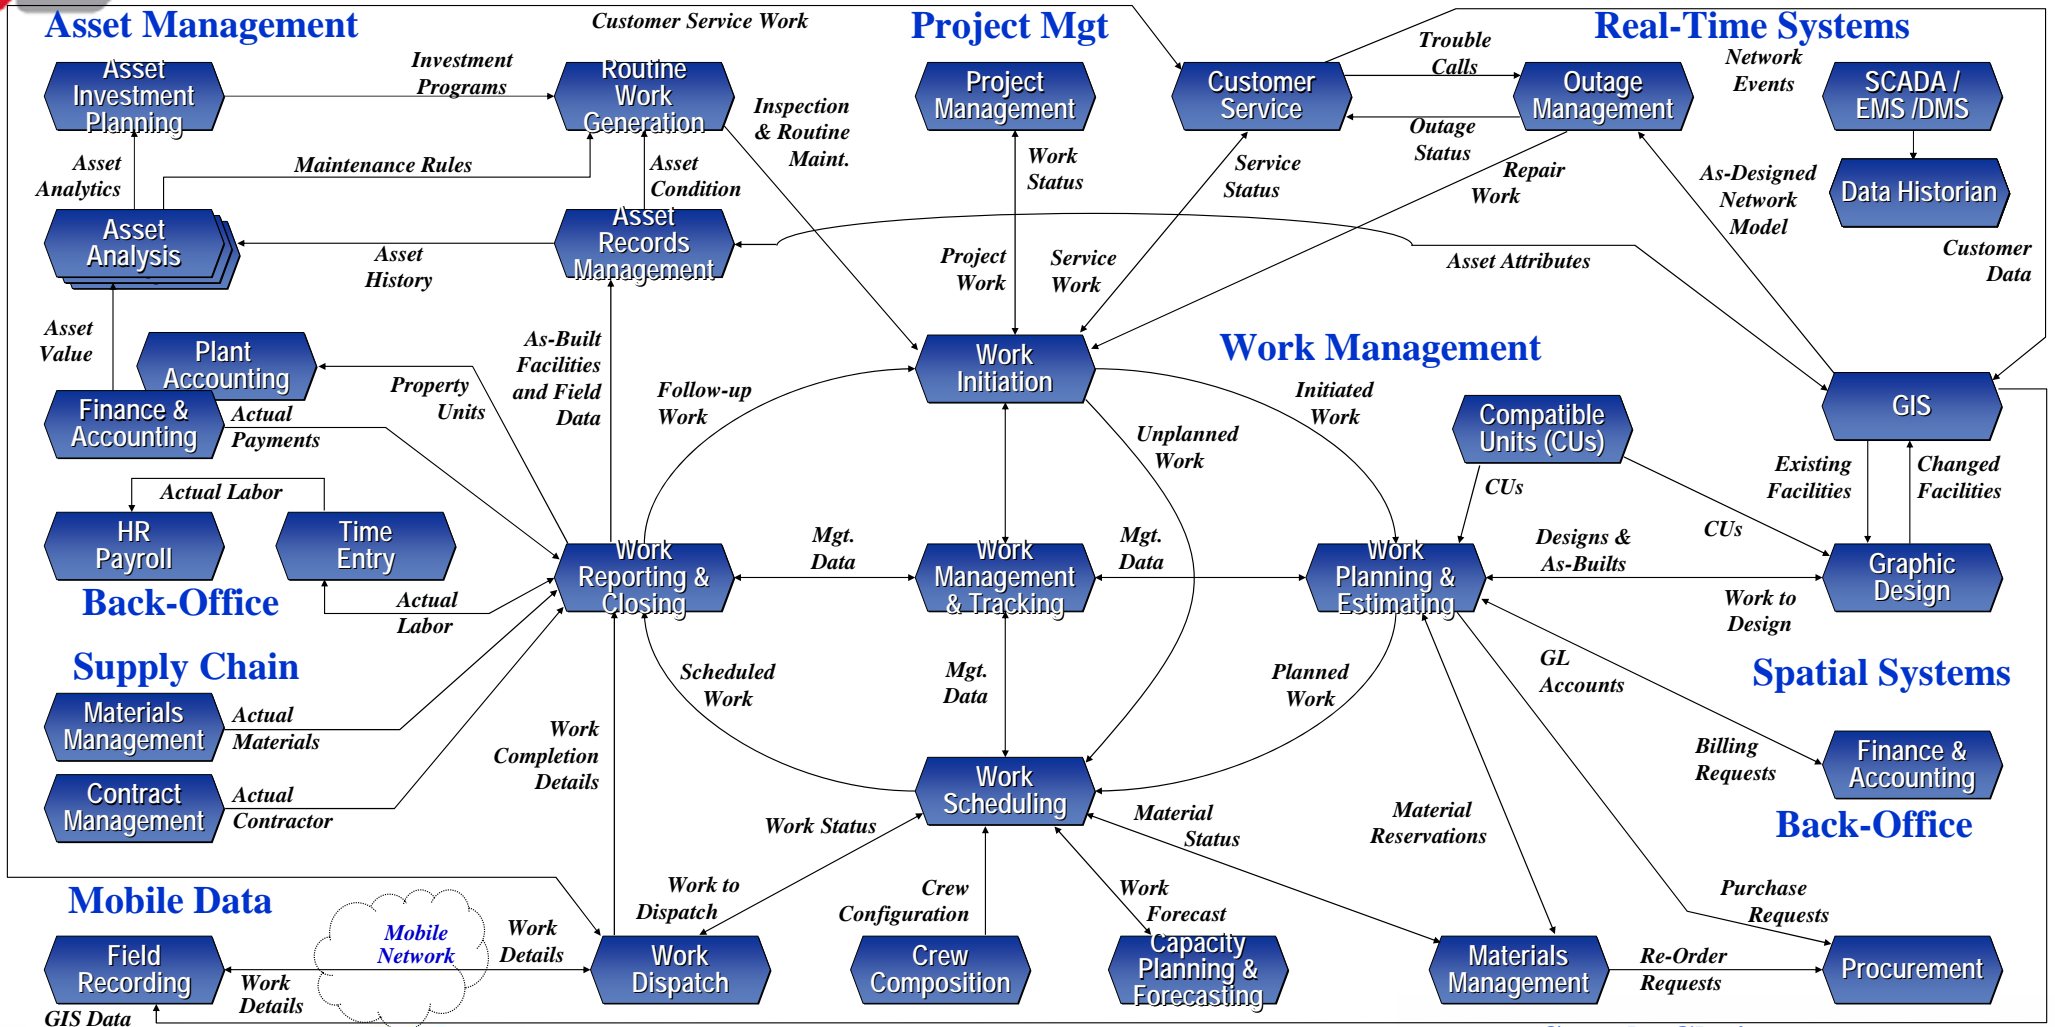 Asset Management
Customer Service Work
Project Mgt
Real-Time Systems
Asset
Investment
Planning
Investment
Programs
Routine
Work
Generation
Inspection
& Routine
Maint.
Project
Management
Customer
Service
Trouble
Calls
Outage
Management
Network
Events
SCADA /
EMS /DMS
Outage
Status
Asset
Analytics
Maintenance Rules
Asset
Condition
Work
Status
Service
Status
Repair
Work
As-Designed
Network
Model
Data Historian
Asset
Analysis
Asset
History
Asset
Records
Management
Project
Work
Service
Work
Asset Attributes
Customer
Data
Asset
Value
Plant
Accounting
Finance &
Accounting
Actual
Payments
Property
Units
As-Built
Facilities
and Field
Data
Follow-up
Work
Work
Initiation
Work Management
Initiated
Work
Unplanned
Work
Compatible
Units (CUs)
GIS
CUs
CUs
Existing
Facilities
Changed
Facilities
Actual Labor
HR
Payroll
Time
Entry
Back-Office
Actual
Labor
Work
Reporting &
Closing
Mgt.
Data
Work
Management
& Tracking
Mgt.
Data
Work
Planning &
Estimating
Designs &
As-Builts
Graphic
Design
Work to
Design
Supply Chain
Materials
Management
Actual
Materials
Contract
Management
Actual
Contractor
Scheduled
Work
Mgt.
Data
Planned
Work
GL
Accounts
Spatial Systems
Work
Completion
Details
Work
Scheduling
Billing
Requests
Finance &
Accounting
Back-Office
Work Status
Material
Status
Material
Reservations
Mobile Data
Work to
Dispatch
Crew
Configuration
Work
Forecast
Purchase
Requests
Field
Recording
Mobile
Network
Work
Details
Work
Details
Work
Dispatch
Crew
Composition
Capacity
Planning &
Forecasting
Materials
Management
Re-Order
Requests
Procurement
GIS Data